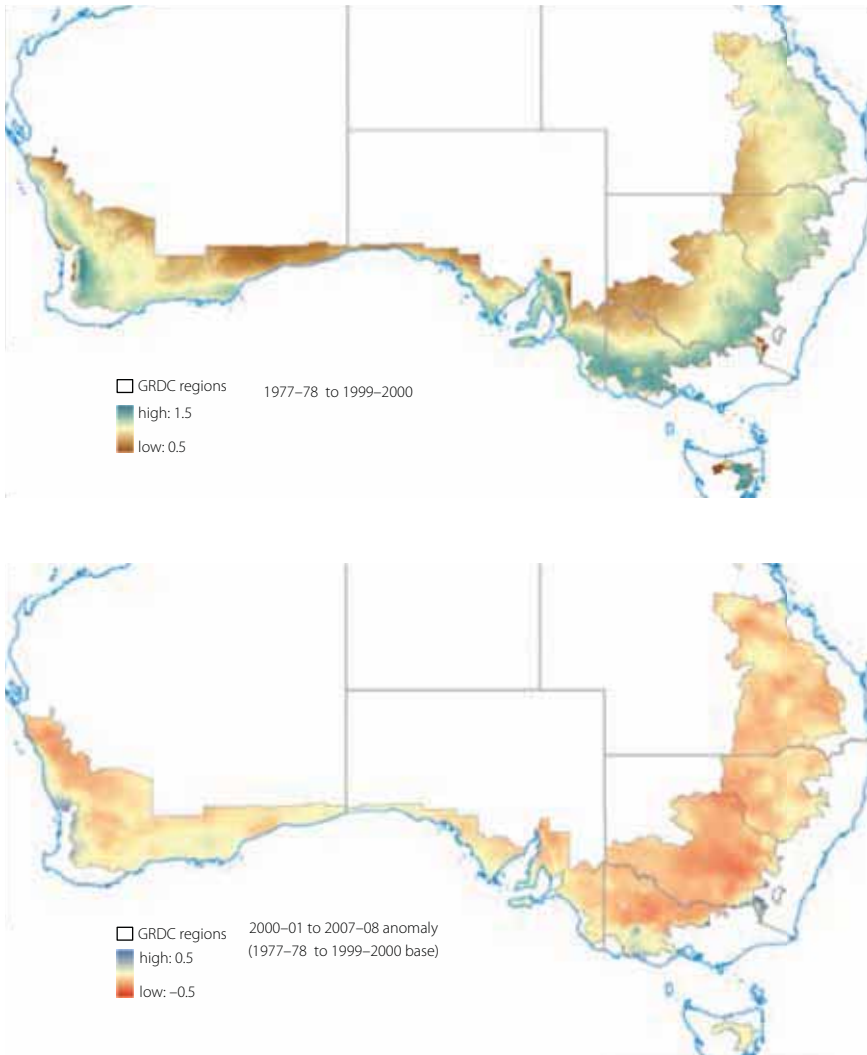 GRDC regions
1977–78 to 1999–2000
high: 1.5
low: 0.5
GRDC regions
2000–01 to 2007–08 anomaly
(1977–78 to 1999–2000 base)
high: 0.5
low: –0.5